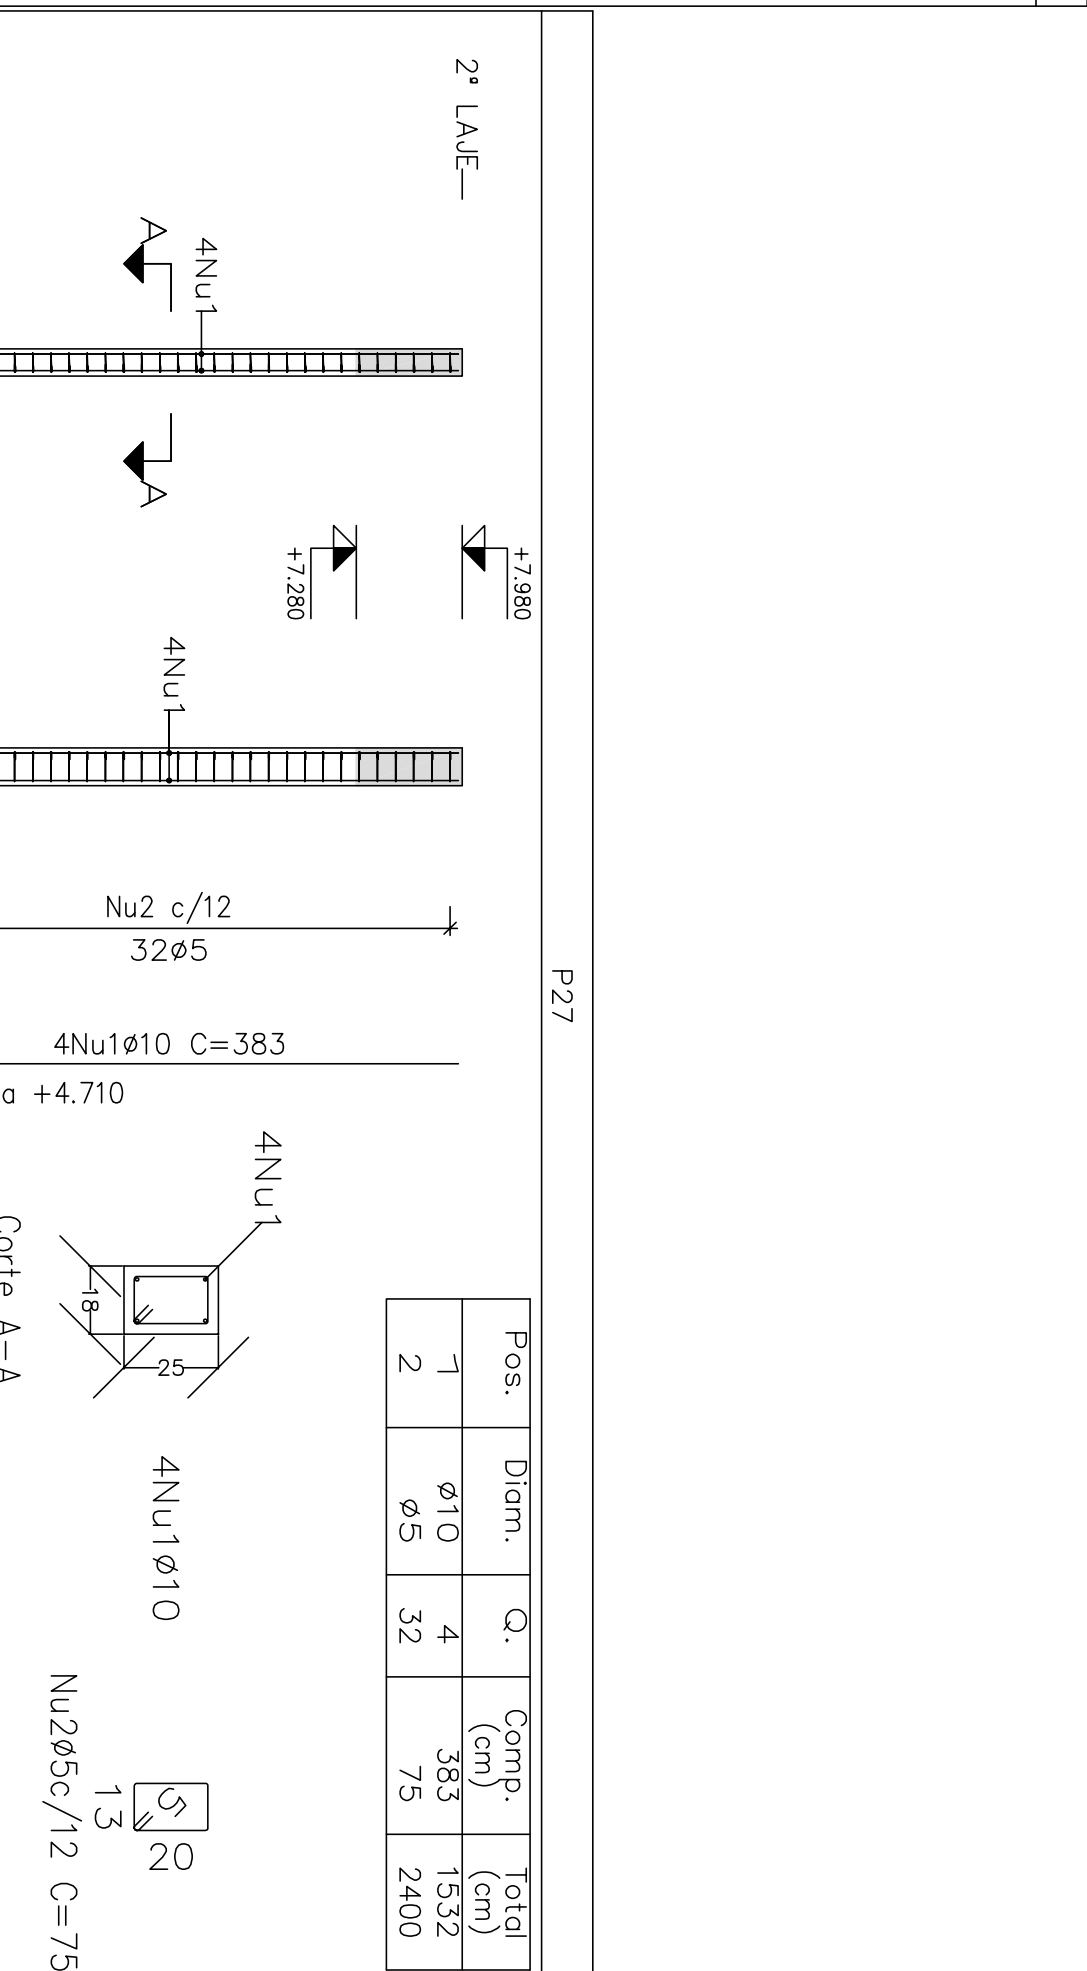 P27
2ª LAJE
+7.980
+7.280
4Nu1
A
A
4Nu1
Nu2 c/12
32ø5
4Nu1ø10 C=383
a +4.710
4Nu1
18
25
Corte A-A
4Nu1ø10
5
20
13
Nu2ø5c/12 C=75
Pos. Diam. Q. Comp. (cm) Total (cm)
1 ø10 4 383 1532
2 ø5 32 75 2400